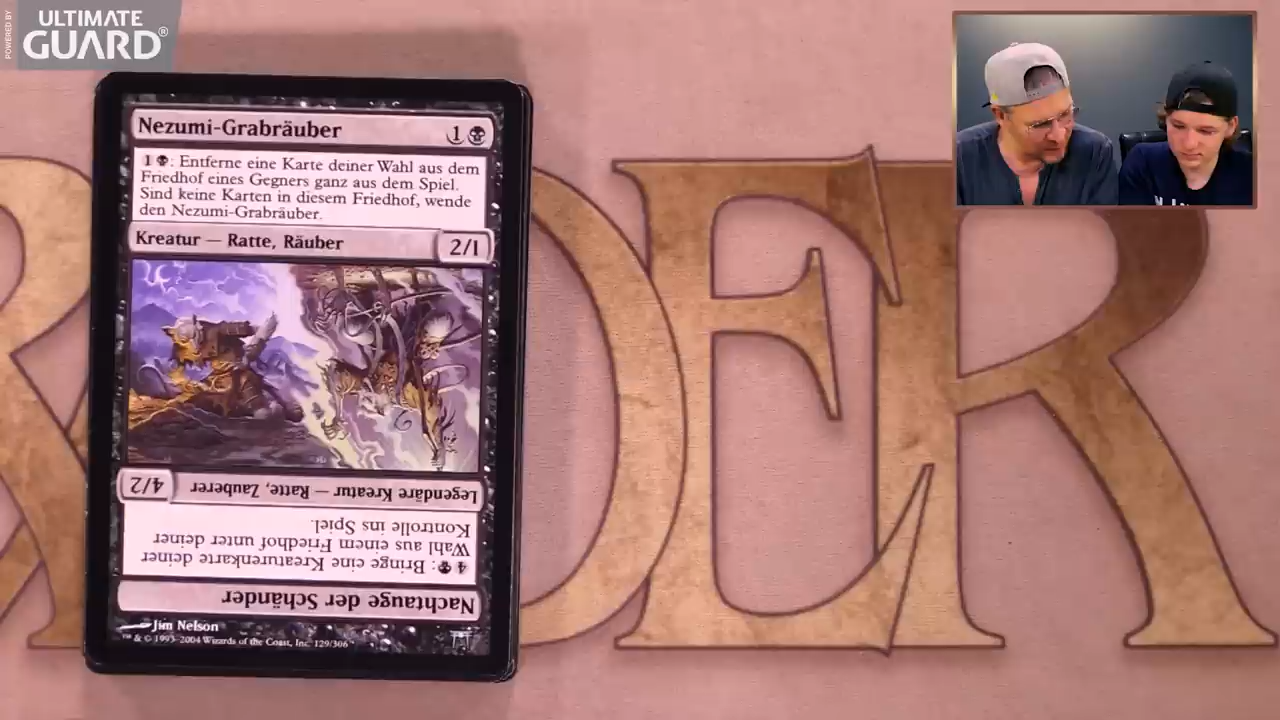 POWERED BY
ULTIMATE
GUARD®
Nezumi-Grabräuber 1
1 : Entferne eine Karte deiner Wahl aus dem
Friedhof eines Gegners ganz aus dem Spiel.
Sind keine Karten in diesem Friedhof, wende
den Nezumi-Grabräuber.
Kreatur — Ratte, Räuber 2/1
DER
Legendäre Kreatur — Ratte, Zauberer 4/2
4 : Bringe eine Kreaturenkarte deiner
Wahl aus einem Friedhof unter deiner
Kontrolle ins Spiel.
Nachtauge der Schänder
Jim Nelson
™ & © 1993–2004 Wizards of the Coast, Inc. 129/306